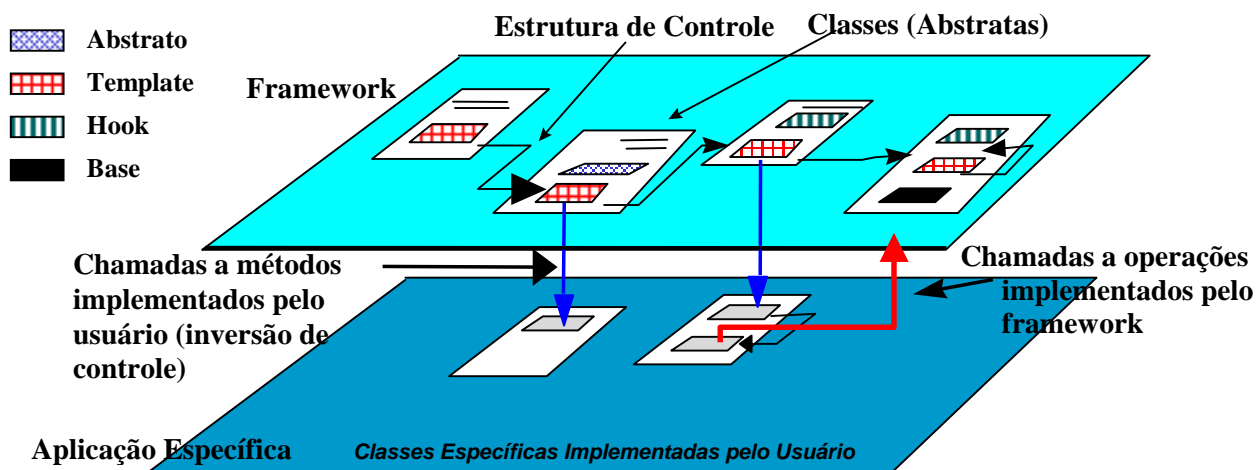 Estrutura de Controle
Classes (Abstratas)
Abstrato
Template
Hook
Base
Framework
Chamadas a métodos
implementados pelo
usuário (inversão de
controle)
Chamadas a operações
implementados pelo
framework
Aplicação Específica
Classes Específicas Implementadas pelo Usuário